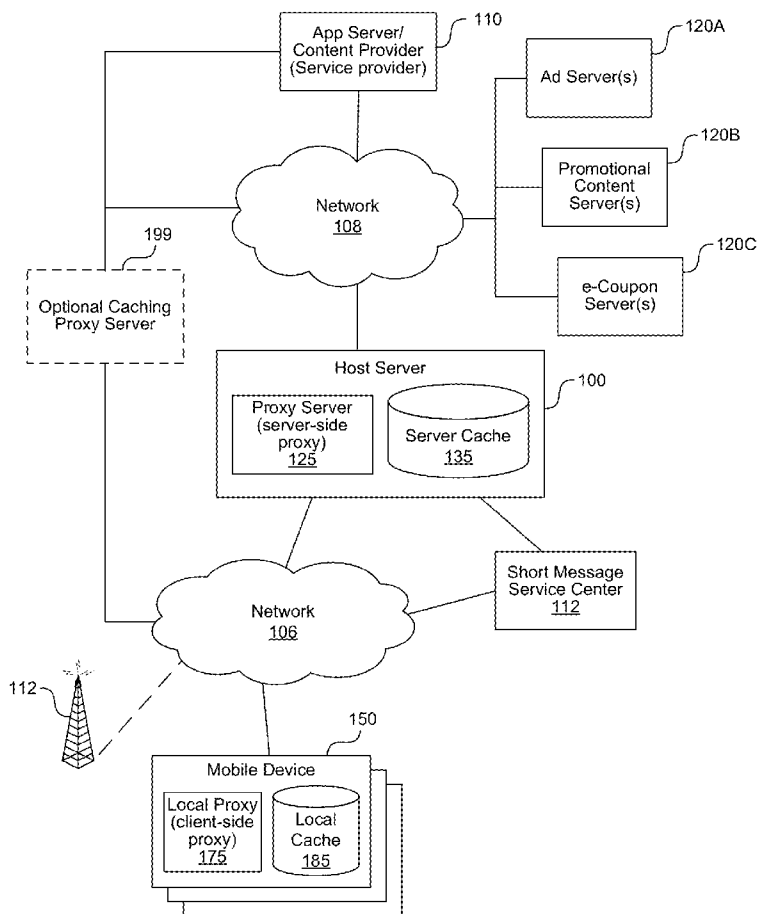 App Server/
Content Provider
(Service provider)
110
120A
Ad Server(s)
120B
Promotional
Content
Server(s)
120C
e-Coupon
Server(s)
Network
108
199
Optional Caching
Proxy Server
Host Server
100
Proxy Server
(server-side
proxy)
125
Server Cache
135
Short Message
Service Center
112
Network
106
112
150
Mobile Device
Local Proxy
(client-side
proxy)
175
Local
Cache
185